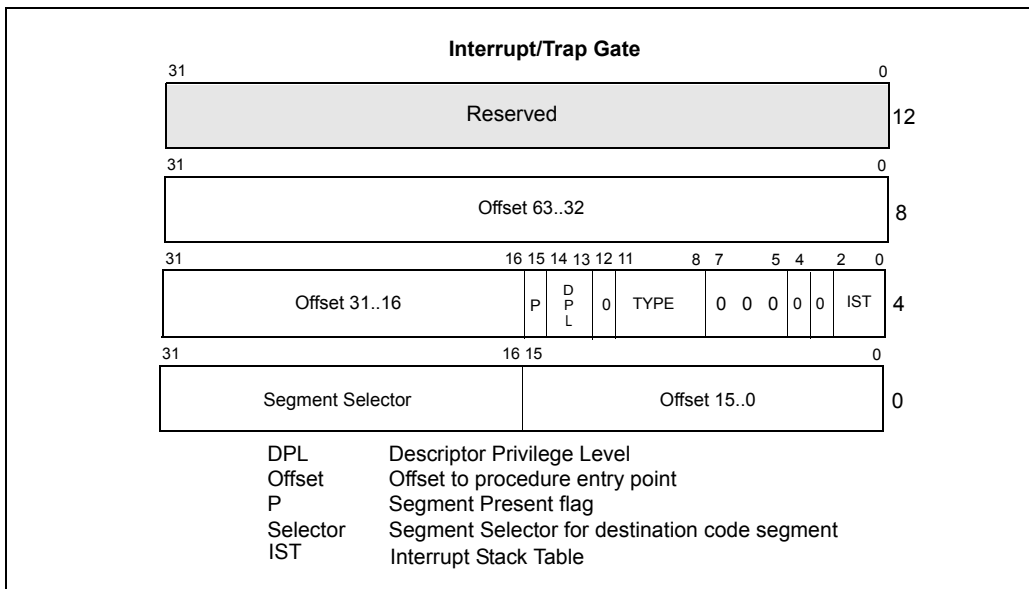 Interrupt/Trap Gate
31 0
Reserved 12
31 0
Offset 63..32 8
31 16 15 14 13 12 11 8 7 5 4 2 0
Offset 31..16 P DPL 0 TYPE 0 0 0 0 0 IST 4
31 16 15 0
Segment Selector Offset 15..0 0
DPL Descriptor Privilege Level
Offset Offset to procedure entry point
P Segment Present flag
Selector Segment Selector for destination code segment
IST Interrupt Stack Table